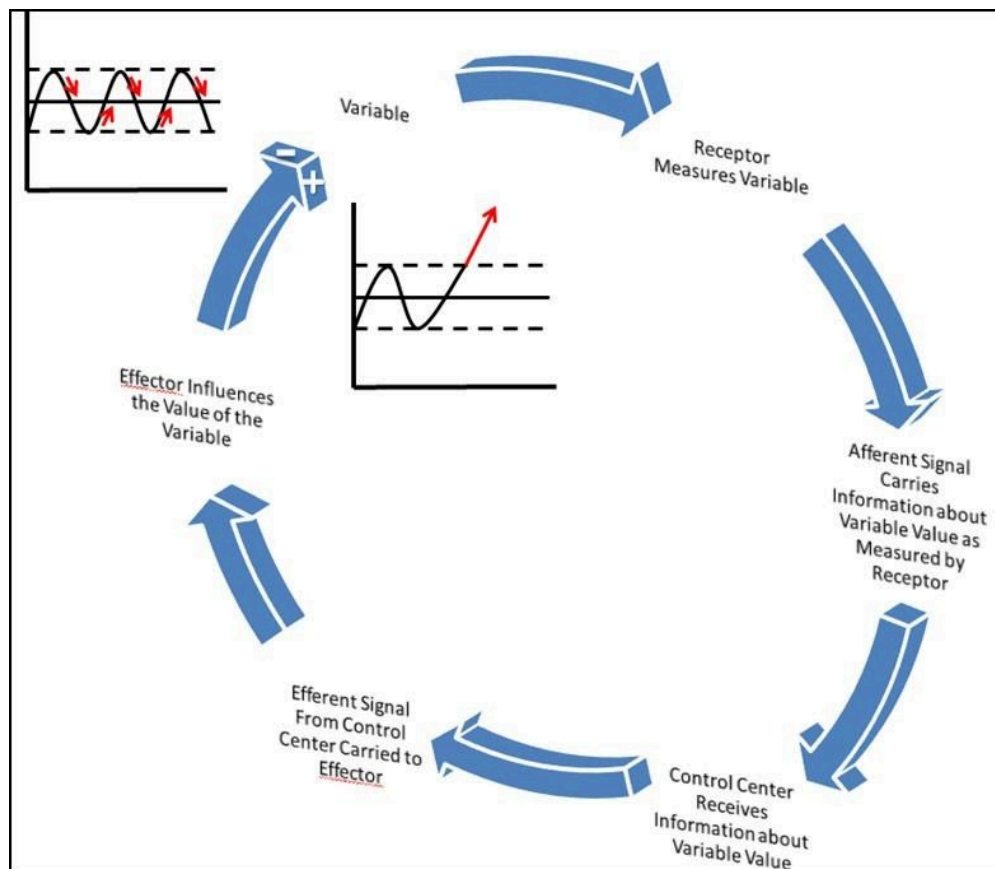 Variable
Receptor
Measures Variable
Afferent Signal
Carries
Information about
Variable Value as
Measured by
Receptor
Control Center
Receives
Information about
Variable Value
Efferent Signal
From Control
Center Carried to
Effector
Effector Influences
the Value of the
Variable
-
+